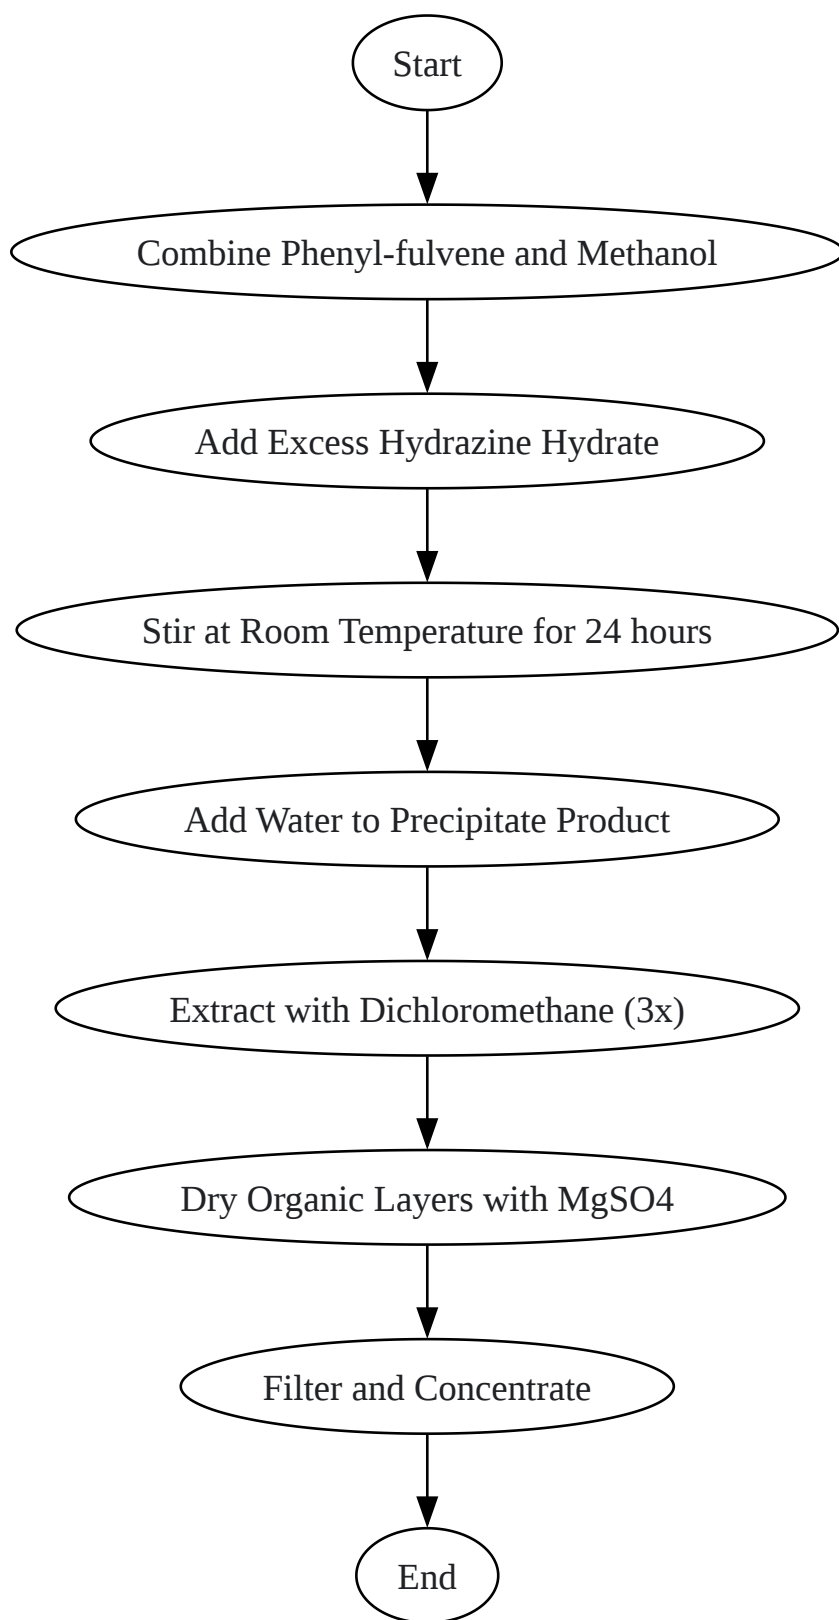 Start
Combine Phenyl-fulvene and Methanol
Add Excess Hydrazine Hydrate
Stir at Room Temperature for 24 hours
Add Water to Precipitate Product
Extract with Dichloromethane (3x)
Dry Organic Layers with MgSO4
Filter and Concentrate
End